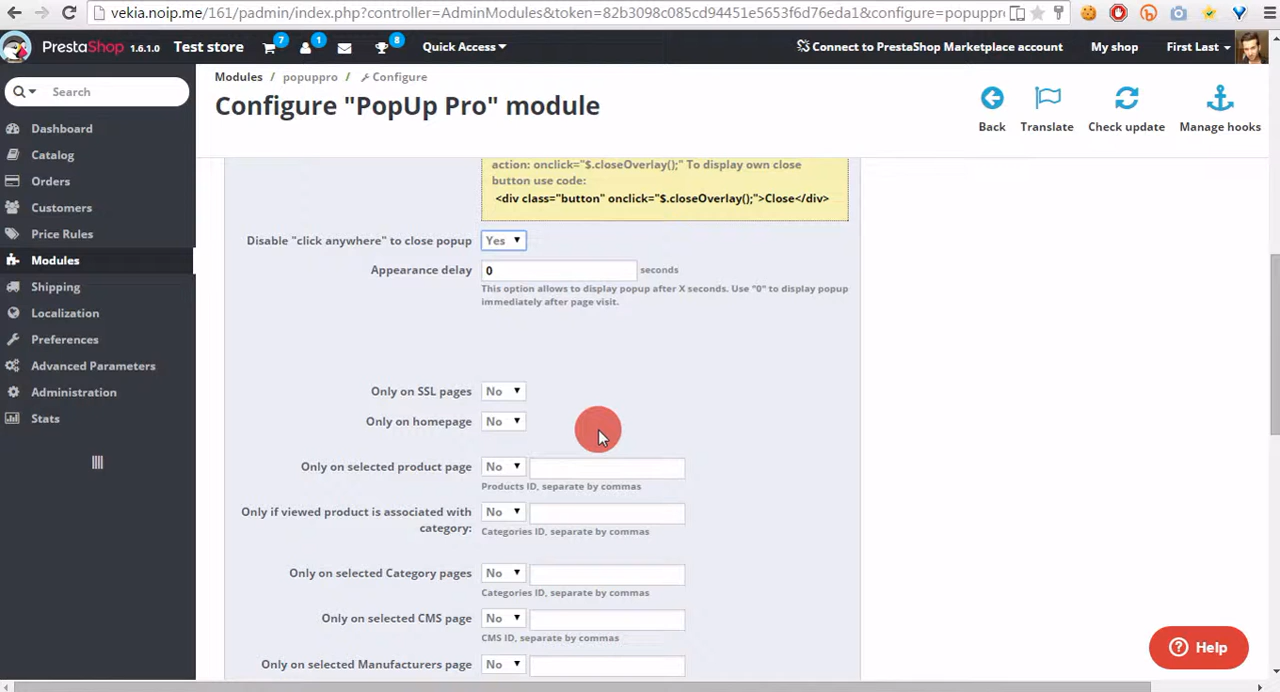 vekia.noip.me/161/padmin/index.php?controller=AdminModules&token=82b3098c085cd94451e5653f6d76eda1&configure=popuppr
PrestaShop 1.6.1.0 Test store 7 1 8 Quick Access Connect to PrestaShop Marketplace account My shop First Last
Search
Modules / popuppro / Configure
Configure "PopUp Pro" module
Back Translate Check update Manage hooks
Dashboard
Catalog
Orders
Customers
Price Rules
Modules
Shipping
Localization
Preferences
Advanced Parameters
Administration
Stats
action: onclick="$.closeOverlay();" To display own close
button use code:
<div class="button" onclick="$.closeOverlay();">Close</div>
Disable "click anywhere" to close popup Yes
Appearance delay 0 seconds
This option allows to display popup after X seconds. Use "0" to display popup
immediately after page visit.
Only on SSL pages No
Only on homepage No
Only on selected product page No
Products ID, separate by commas
Only if viewed product is associated with
category: No
Categories ID, separate by commas
Only on selected Category pages No
Categories ID, separate by commas
Only on selected CMS page No
CMS ID, separate by commas
Only on selected Manufacturers page No
Help